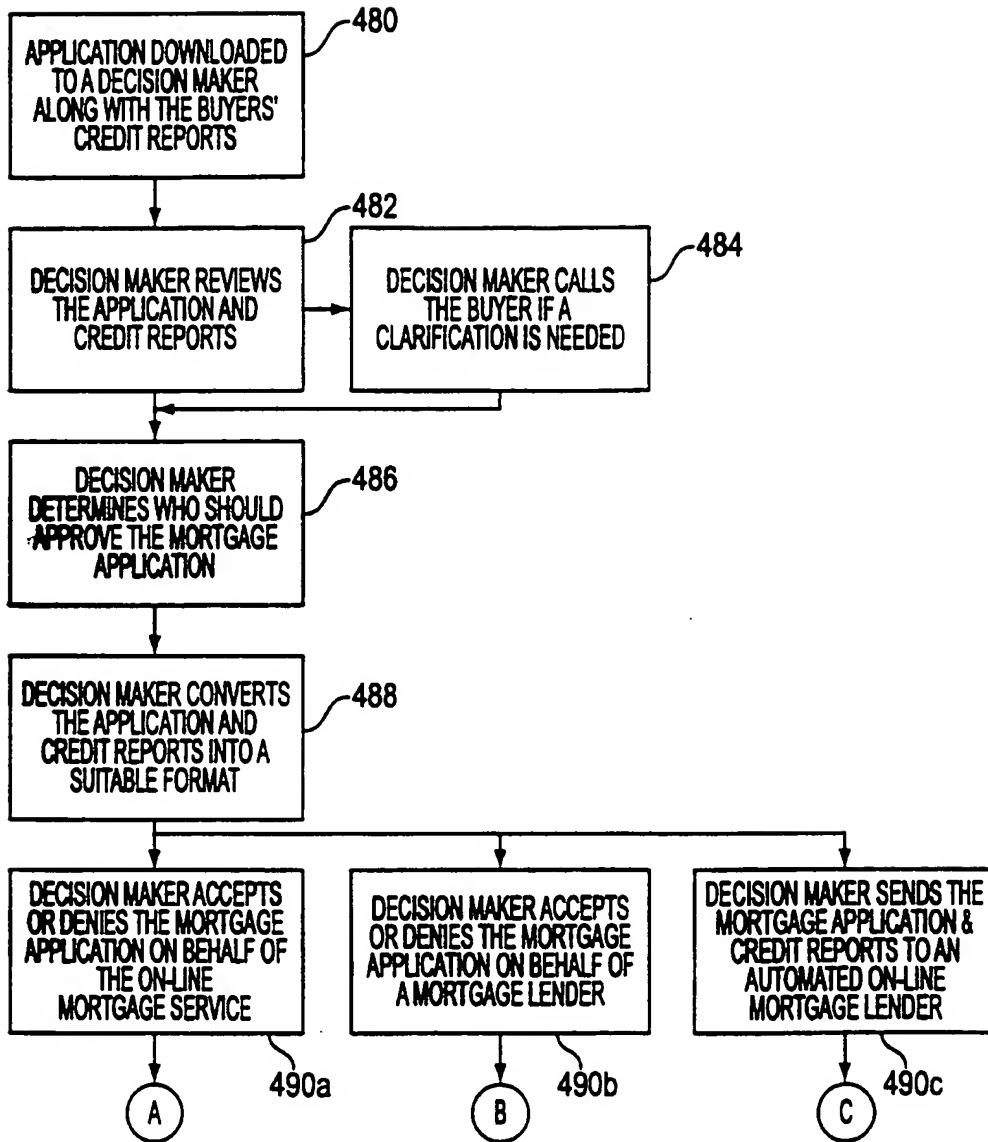 APPLICATION DOWNLOADED
TO A DECISION MAKER
ALONG WITH THE BUYERS'
CREDIT REPORTS
480
DECISION MAKER REVIEWS
THE APPLICATION AND
CREDIT REPORTS
482
DECISION MAKER CALLS
THE BUYER IF A
CLARIFICATION IS NEEDED
484
DECISION MAKER
DETERMINES WHO SHOULD
APPROVE THE MORTGAGE
APPLICATION
486
DECISION MAKER CONVERTS
THE APPLICATION AND
CREDIT REPORTS INTO A
SUITABLE FORMAT
488
DECISION MAKER ACCEPTS
OR DENIES THE MORTGAGE
APPLICATION ON BEHALF OF
THE ON-LINE
MORTGAGE SERVICE
490a
DECISION MAKER ACCEPTS
OR DENIES THE MORTGAGE
APPLICATION ON BEHALF OF
A MORTGAGE LENDER
490b
DECISION MAKER SENDS THE
MORTGAGE APPLICATION &
CREDIT REPORTS TO AN
AUTOMATED ON-LINE
MORTGAGE LENDER
490c
A
B
C